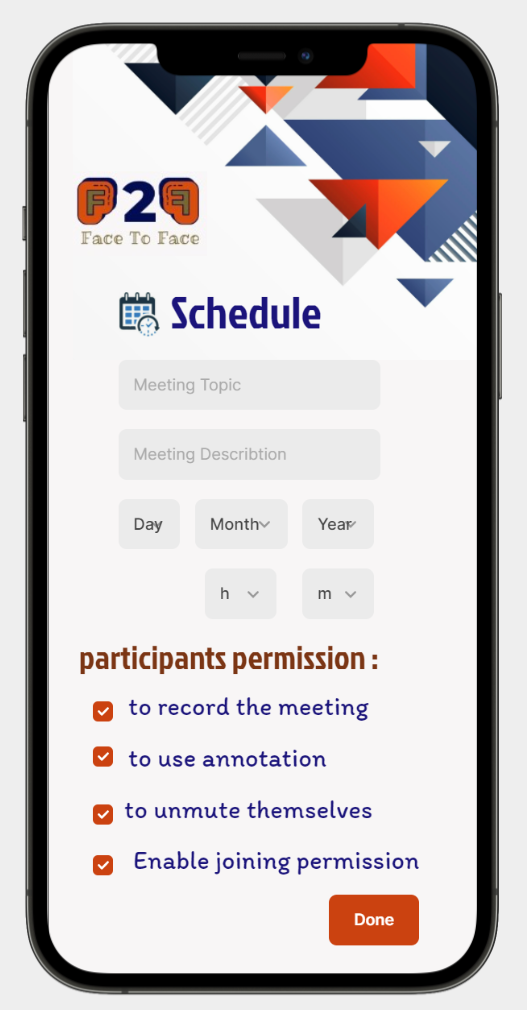 F2F
Face To Face
Schedule
Meeting Topic
Meeting Describtion
Day Month Year
h m
participants permission :
to record the meeting
to use annotation
to unmute themselves
Enable joining permission
Done